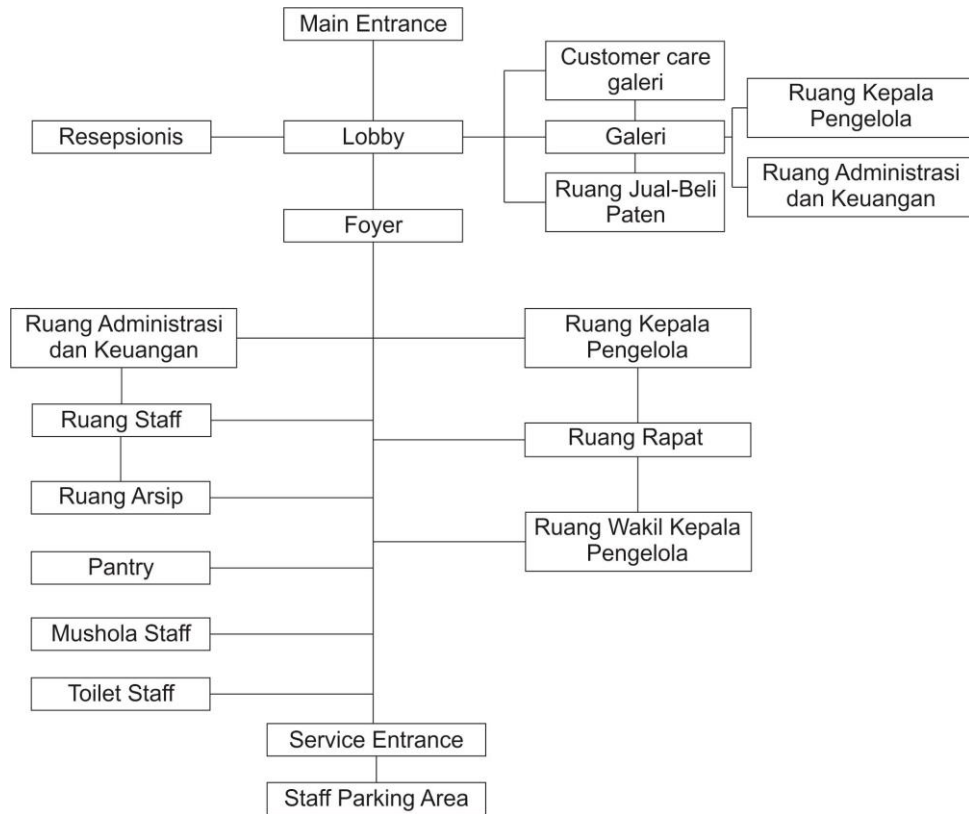 Main Entrance
Customer care
galeri
Ruang Kepala
Pengelola
Resepsionis
Lobby
Galeri
Ruang Administrasi
dan Keuangan
Ruang Jual-Beli
Paten
Foyer
Ruang Administrasi
dan Keuangan
Ruang Kepala
Pengelola
Ruang Staff
Ruang Rapat
Ruang Arsip
Ruang Wakil Kepala
Pengelola
Pantry
Mushola Staff
Toilet Staff
Service Entrance
Staff Parking Area